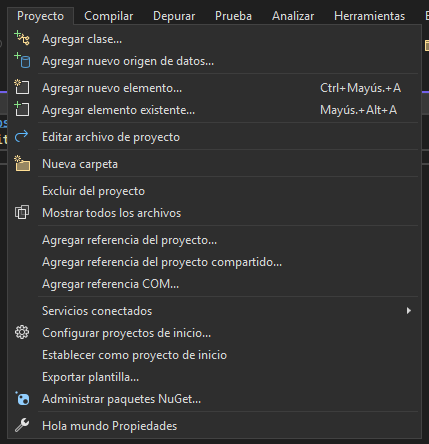 Proyecto Compilar Depurar Prueba Analizar Herramientas
Agregar clase...
Agregar nuevo origen de datos...
Agregar nuevo elemento... Ctrl+Mayús.+A
Agregar elemento existente... Mayús.+Alt+A
Editar archivo de proyecto
Nueva carpeta
Excluir del proyecto
Mostrar todos los archivos
Agregar referencia del proyecto...
Agregar referencia del proyecto compartido...
Agregar referencia COM...
Servicios conectados
Configurar proyectos de inicio...
Establecer como proyecto de inicio
Exportar plantilla...
Administrar paquetes NuGet...
Hola mundo Propiedades